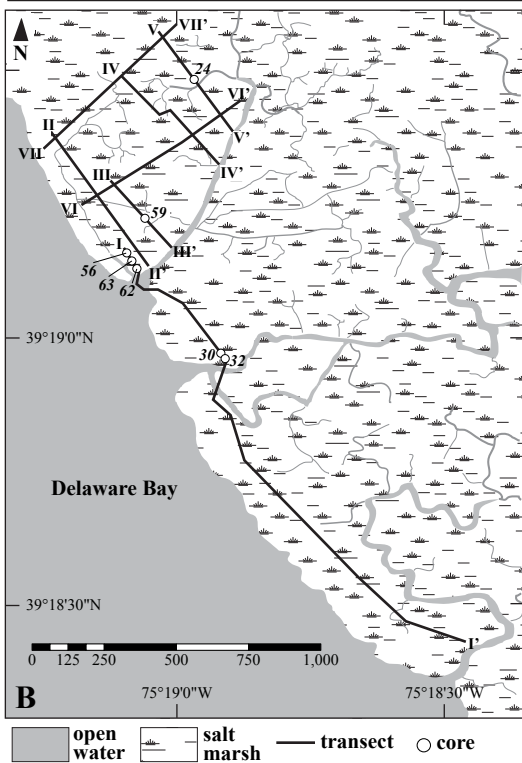 N
V
VII'
IV
24
VI'
II
V'
VII
III
IV'
VI
59
I
III'
56
II'
63
62
39°19'0"N
30
32
Delaware Bay
39°18'30"N
I'
0 125 250 500 750 1,000
B
75°19'0"W 75°18'30"W
open water
salt marsh
transect
core